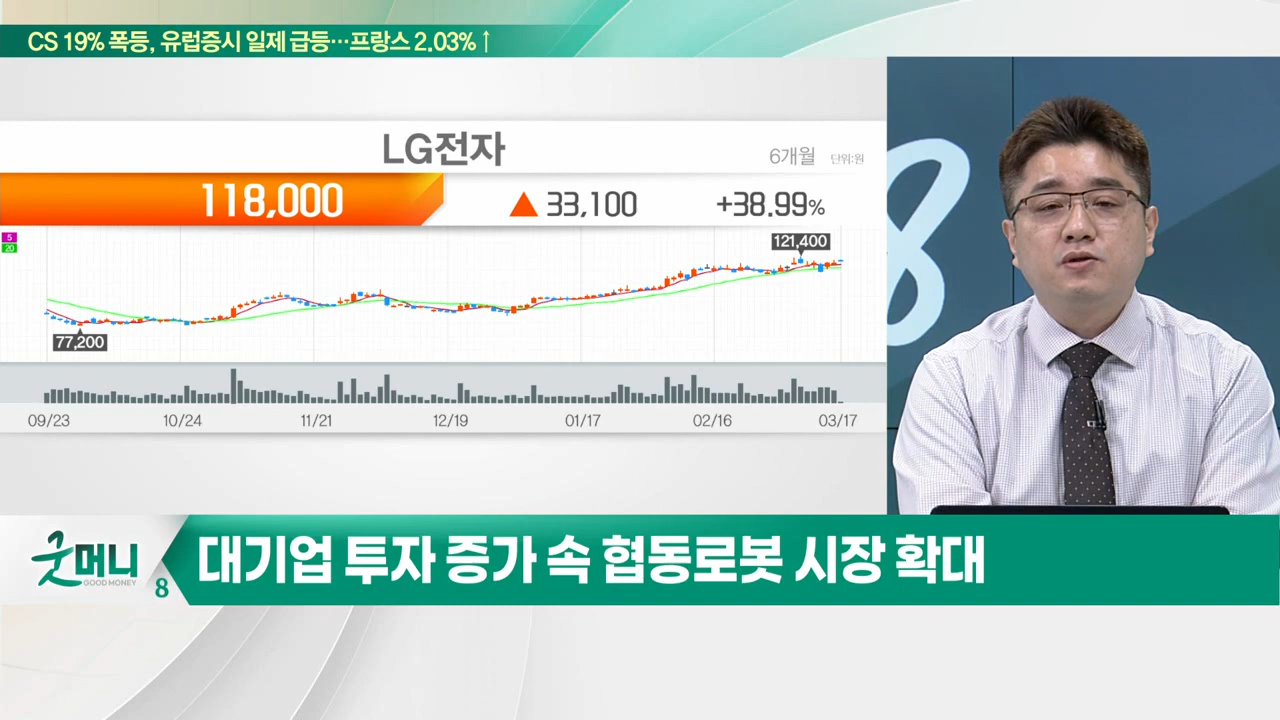 CS 19% 폭등, 유럽증시 일제 급등…프랑스 2.03%↑
LG전자
6개월 단위:원
118,000 ▲ 33,100 +38.99%
5
20
121,400
77,200
09/23 10/24 11/21 12/19 01/17 02/16 03/17
굿머니
GOOD MONEY
8
대기업 투자 증가 속 협동로봇 시장 확대
8